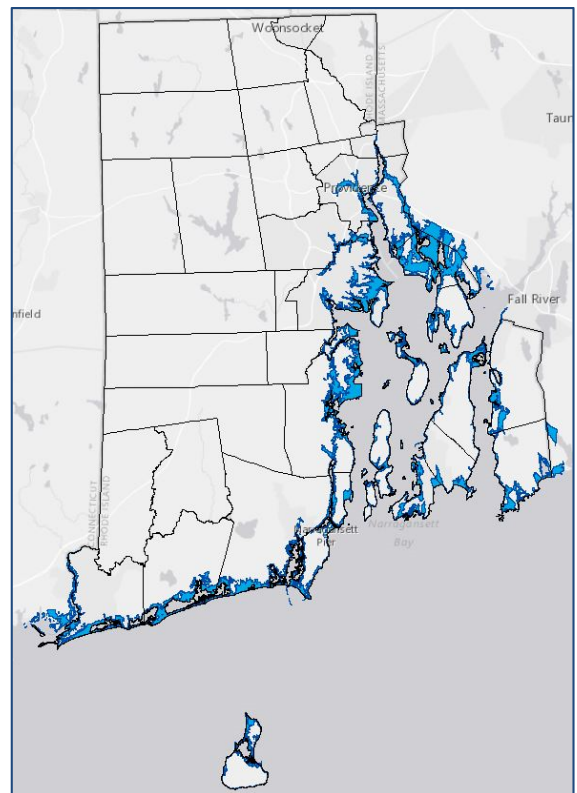 Woonsocket
RHODE ISLAND
MASSACHUSETTS
Taun
Providence
Fall River
nfield
CONNECTICUT
RHODE ISLAND
Narragansett
Pier
Narragansett
Bay